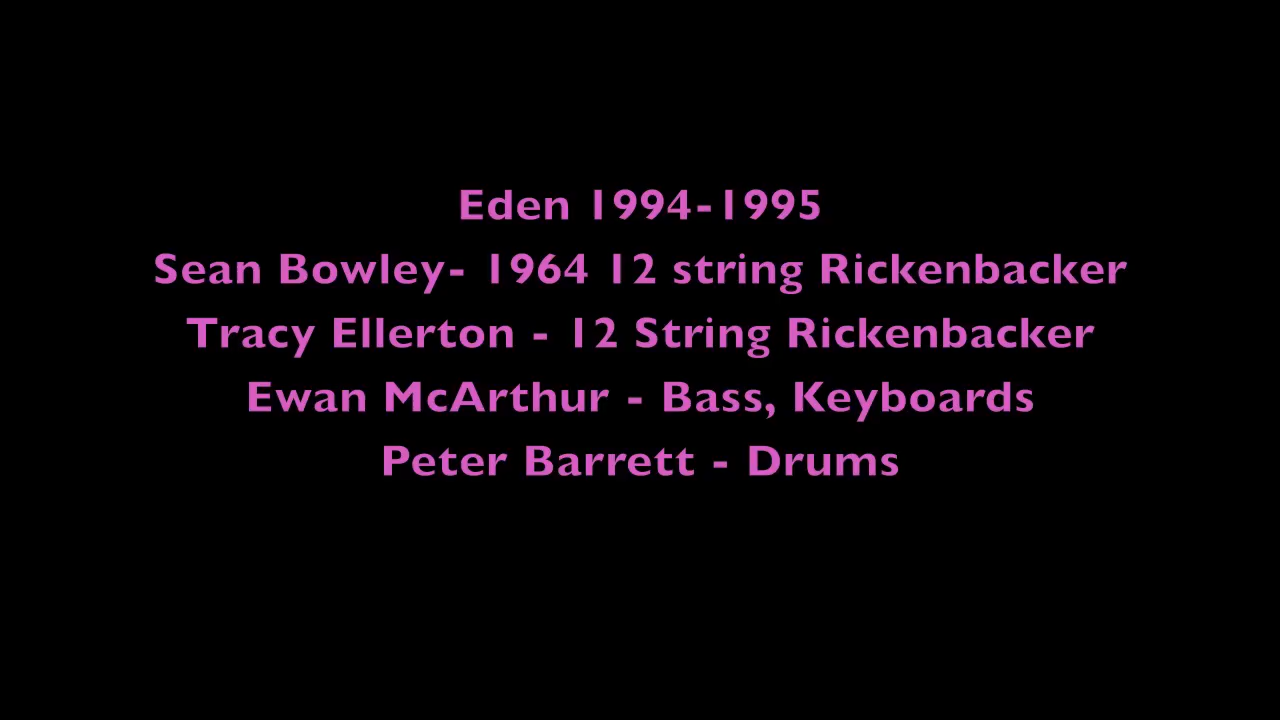 Eden 1994-1995
Sean Bowley- 1964 12 string Rickenbacker
Tracy Ellerton - 12 String Rickenbacker
Ewan McArthur - Bass, Keyboards
Peter Barrett - Drums